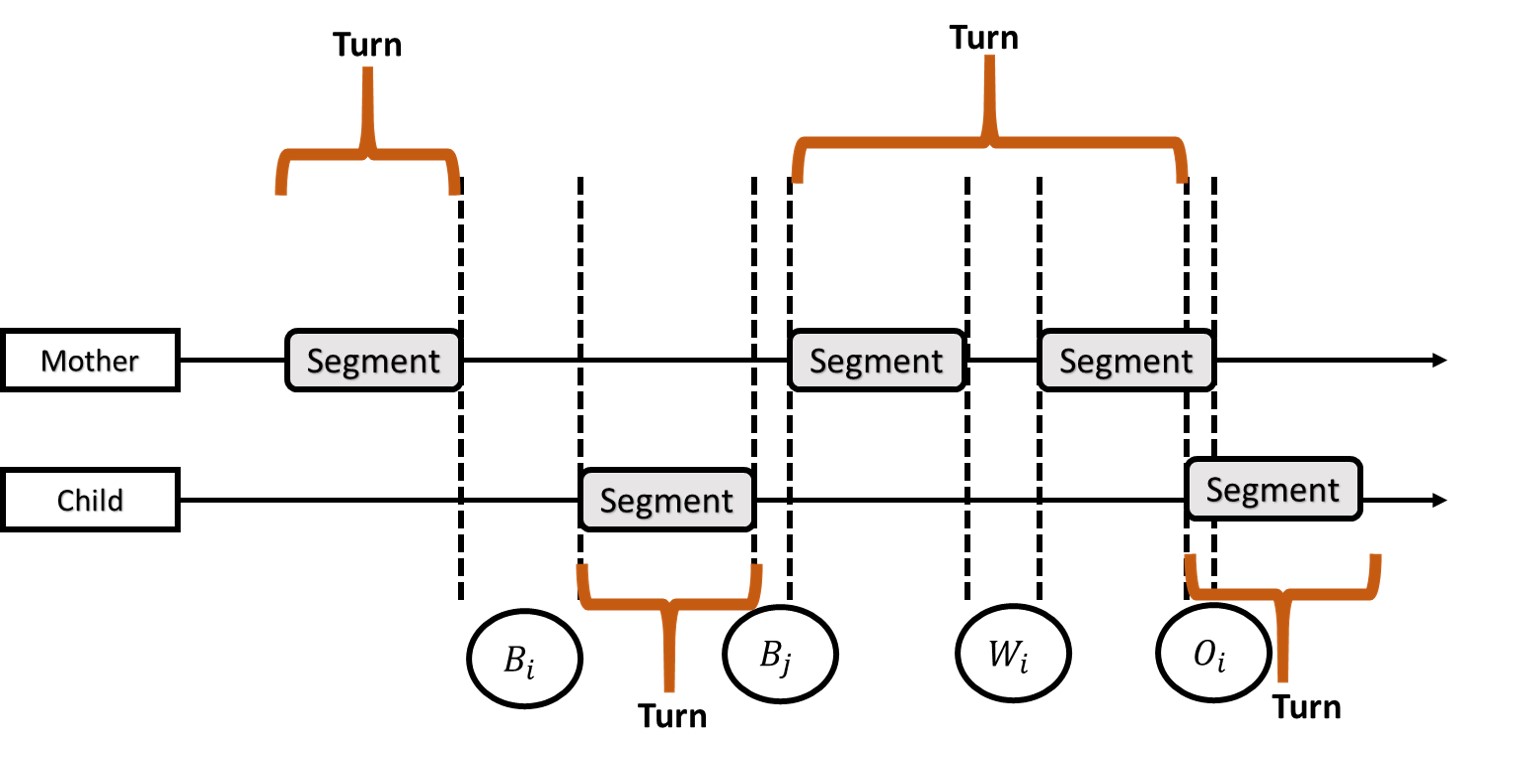 Turn
Turn
Mother
Segment
Segment
Segment
Child
Segment
Segment
B_i
B_j
W_i
O_i
Turn
Turn